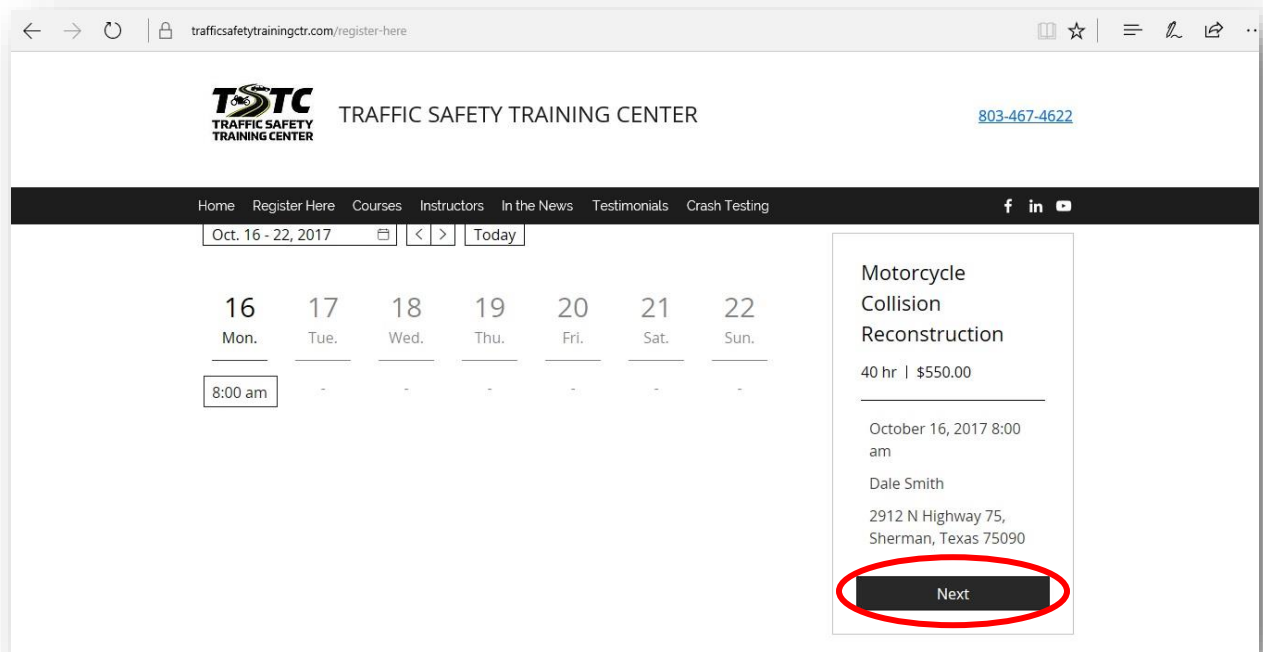 trafficsafetytrainingctr.com/register-here
TSTC
TRAFFIC SAFETY
TRAINING CENTER
TRAFFIC SAFETY TRAINING CENTER
803-467-4622
Home Register Here Courses Instructors In the News Testimonials Crash Testing
f in
Oct. 16 - 22, 2017 < > Today
16 17 18 19 20 21 22
Mon. Tue. Wed. Thu. Fri. Sat. Sun.
8:00 am - - - - - -
Motorcycle
Collision
Reconstruction
40 hr | $550.00
October 16, 2017 8:00
am
Dale Smith
2912 N Highway 75,
Sherman, Texas 75090
Next